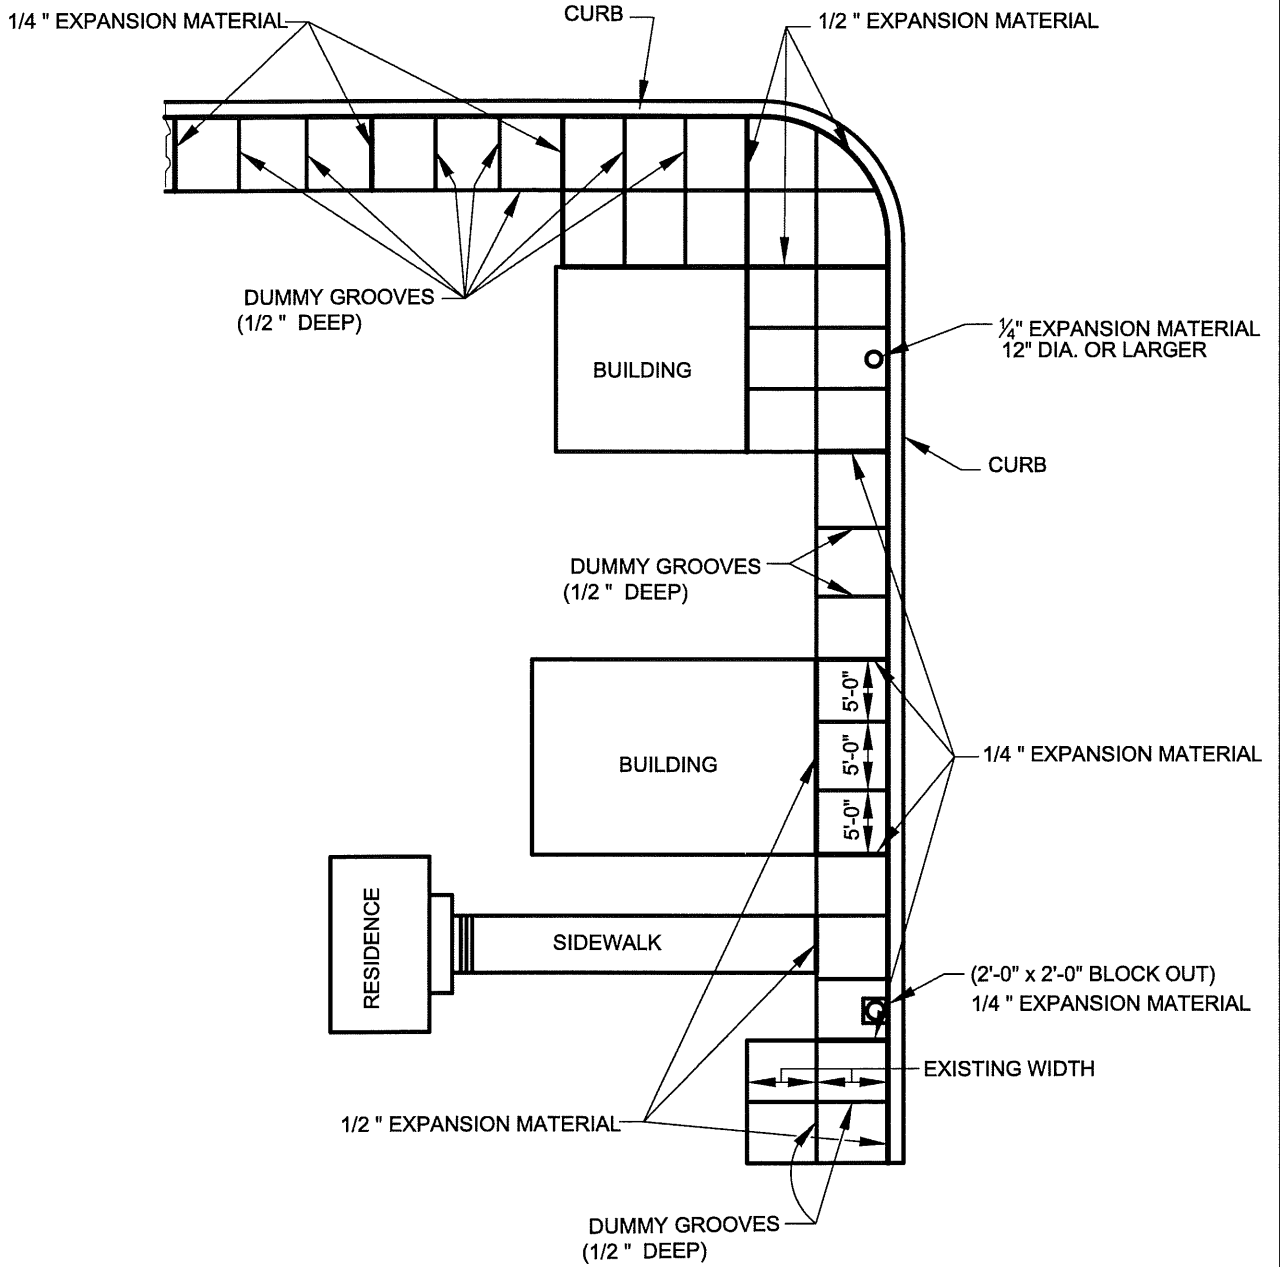 1/4 " EXPANSION MATERIAL
CURB
1/2 " EXPANSION MATERIAL
DUMMY GROOVES
(1/2 " DEEP)
¼" EXPANSION MATERIAL
12" DIA. OR LARGER
BUILDING
CURB
DUMMY GROOVES
(1/2 " DEEP)
5'-0"
5'-0"
5'-0"
BUILDING
1/4 " EXPANSION MATERIAL
RESIDENCE
SIDEWALK
(2'-0" x 2'-0" BLOCK OUT)
1/4 " EXPANSION MATERIAL
EXISTING WIDTH
1/2 " EXPANSION MATERIAL
DUMMY GROOVES
(1/2 " DEEP)